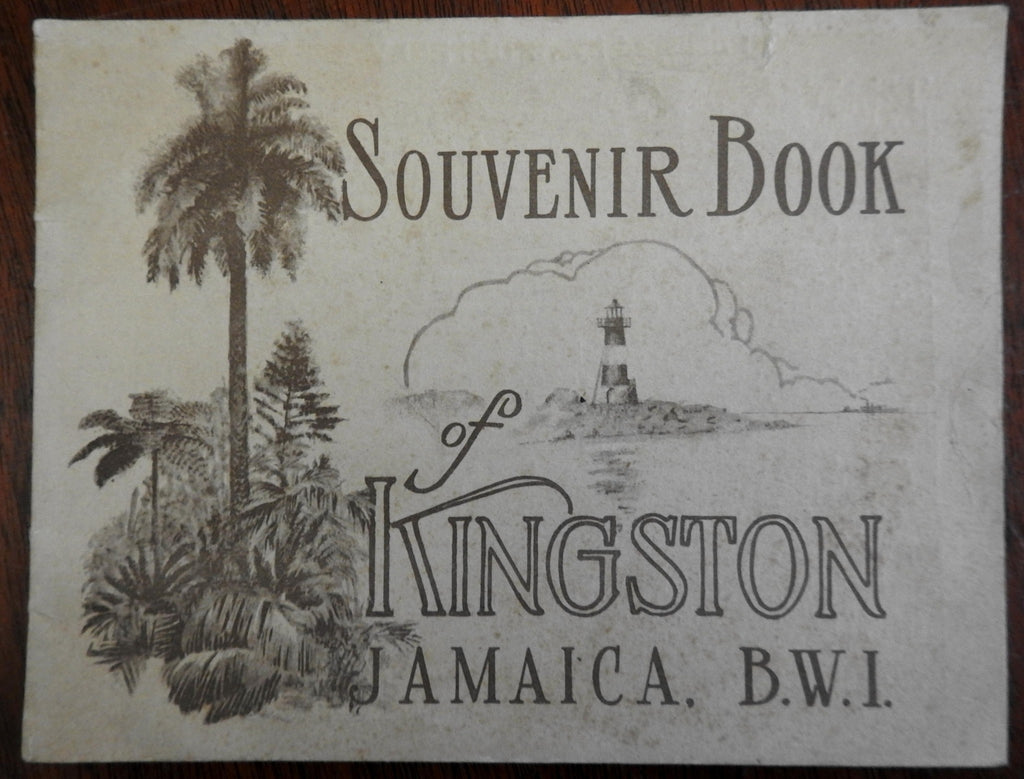 SOUVENIR BOOK
of
KINGSTON
JAMAICA. B.W.I.